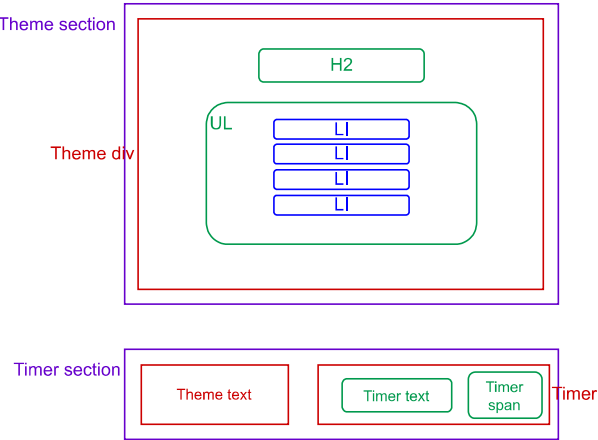 Theme section
H2
UL
LI
LI
LI
LI
Theme div
Timer section
Theme text
Timer text
Timer
span
Timer